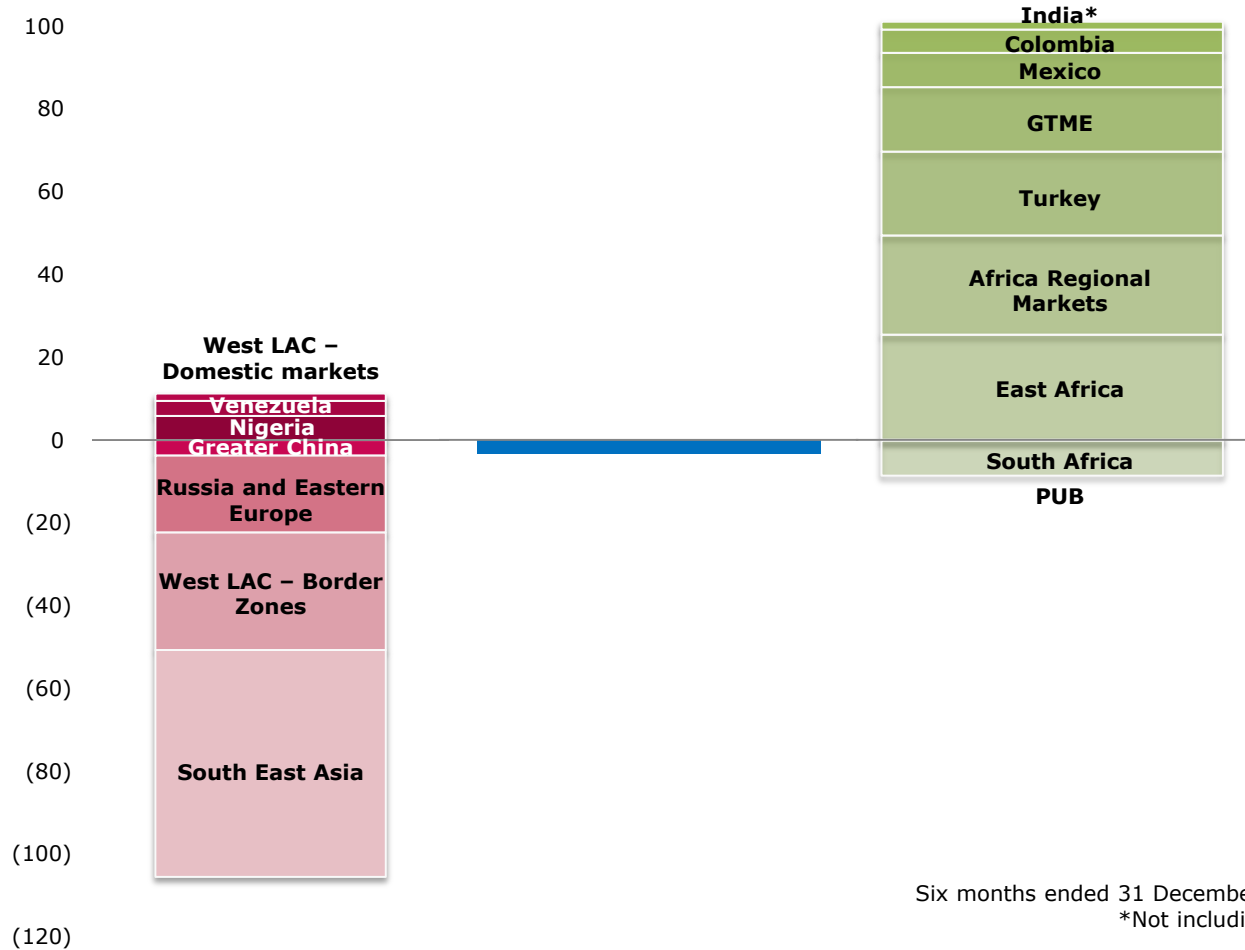 100
80
60
40
20
0
(20)
(40)
(60)
(80)
(100)
(120)
West LAC –
Domestic markets
Venezuela
Nigeria
Greater China
Russia and Eastern
Europe
West LAC – Border
Zones
South East Asia
India*
Colombia
Mexico
GTME
Turkey
Africa Regional
Markets
East Africa
South Africa
PUB
Six months ended 31
*Not